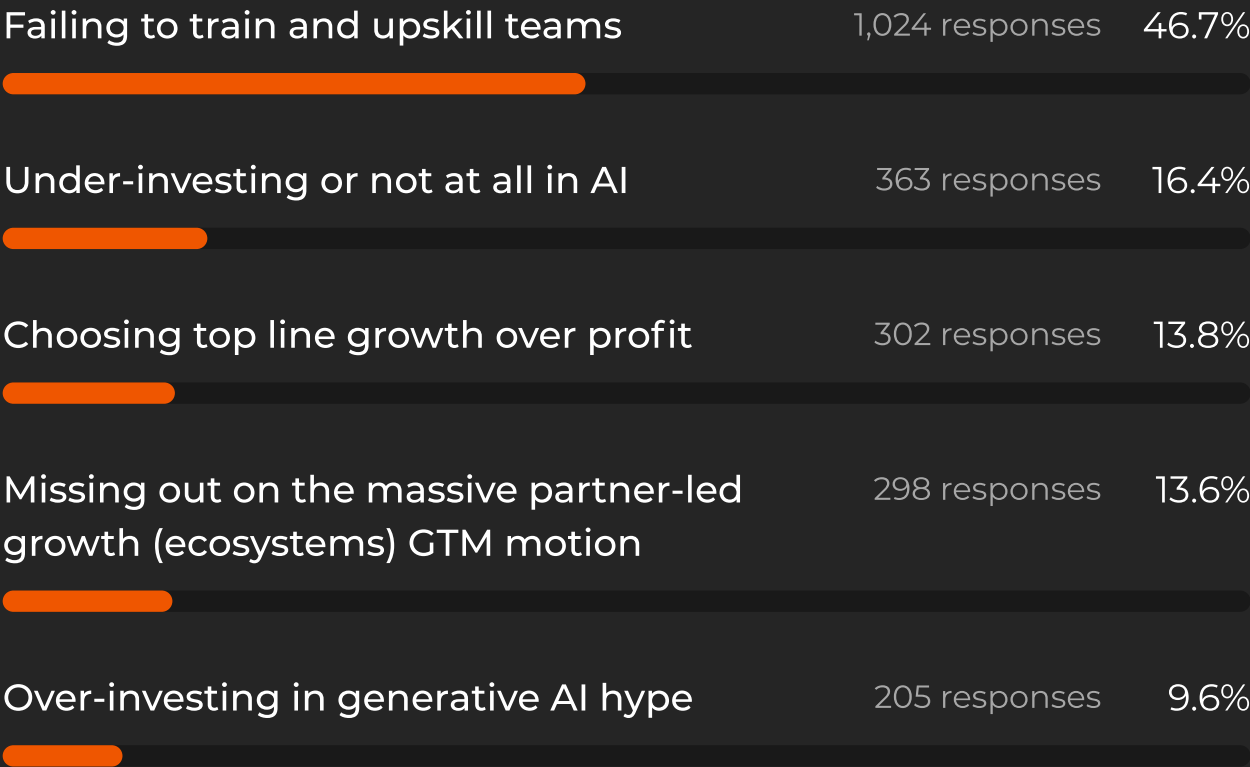 Failing to train and upskill teams 1,024 responses 46.7%
Under-investing or not at all in AI 363 responses 16.4%
Choosing top line growth over profit 302 responses 13.8%
Missing out on the massive partner-led 298 responses 13.6%
growth (ecosystems) GTM motion
Over-investing in generative AI hype 205 responses 9.6%